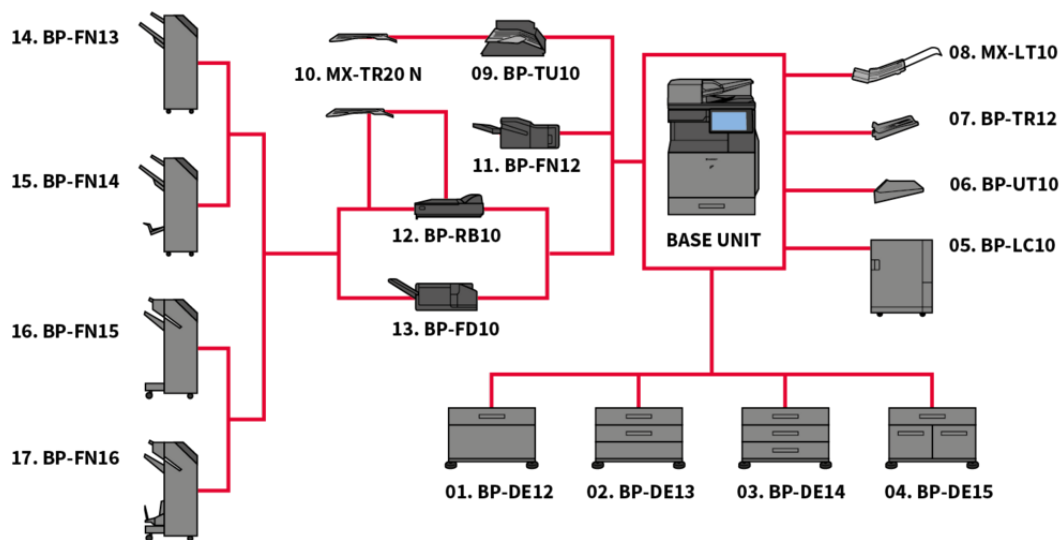 14. BP-FN13
10. MX-TR20 N
09. BP-TU10
08. MX-LT10
07. BP-TR12
11. BP-FN12
15. BP-FN14
06. BP-UT10
12. BP-RB10
BASE UNIT
05. BP-LC10
16. BP-FN15
13. BP-FD10
17. BP-FN16
01. BP-DE12
02. BP-DE13
03. BP-DE14
04. BP-DE15